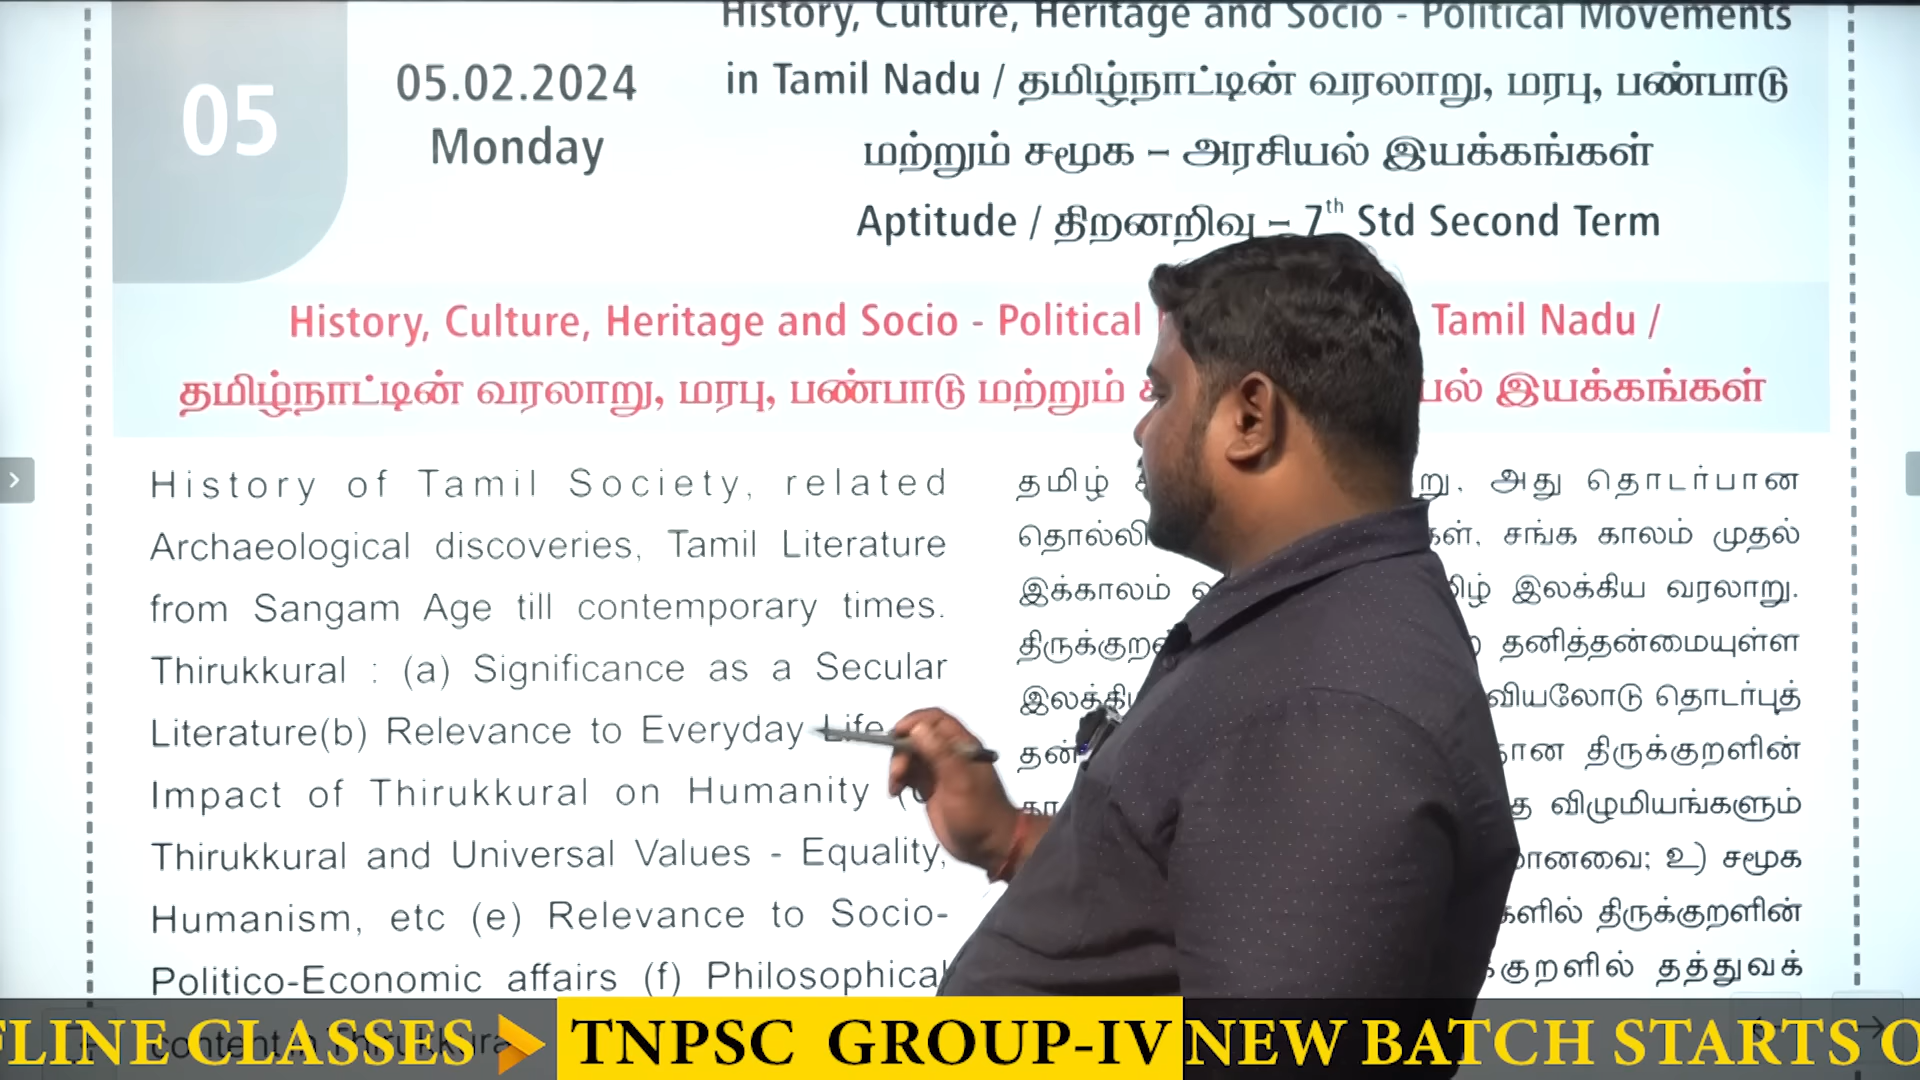 05
05.02.2024
Monday
History, Culture, Heritage and Socio - Political Movements
in Tamil Nadu / தமிழ்நாட்டின் வரலாறு, மரபு, பண்பாடு
மற்றும் சமூக – அரசியல் இயக்கங்கள்
Aptitude / திறனறிவு – 7th Std Second Term
History, Culture, Heritage and Socio - Political Tamil Nadu /
தமிழ்நாட்டின் வரலாறு, மரபு, பண்பாடு மற்றும் இயக்கங்கள்
History of Tamil Society, related
Archaeological discoveries, Tamil Literature
from Sangam Age till contemporary times.
Thirukkural : (a) Significance as a Secular
Literature(b) Relevance to Everyday Life
Impact of Thirukkural on Humanity
Thirukkural and Universal Values - Equality,
Humanism, etc (e) Relevance to Socio-
Politico-Economic affairs (f) Philosophical
content in
தமிழ் அது தொடர்பான
சங்க காலம் முதல்
இக்காலம் இலக்கிய வரலாறு.
தனித்தன்மையுள்ள
தொடர்புத்
திருக்குறளின்
விழுமியங்களும்
உ) சமூக
திருக்குறளின்
தத்துவக்
CLASSES TNPSC GROUP-IV NEW BATCH STARTS